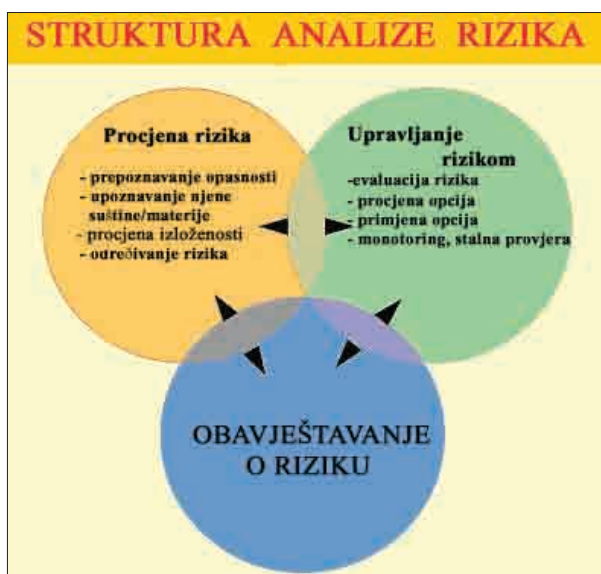 STRUKTURA ANALIZE RIZIKA
Procjena rizika
- prepoznavanje opasnosti
- upoznavanje njene
suštine/materije
- procjena izloženosti
- određivanje rizika
Upravljanje
rizikom
-evaluacija rizika
- procjena opcija
- primjena opcija
- monotoring, stalna provjera
OBAVJEŠTAVANJE
O RIZIKU